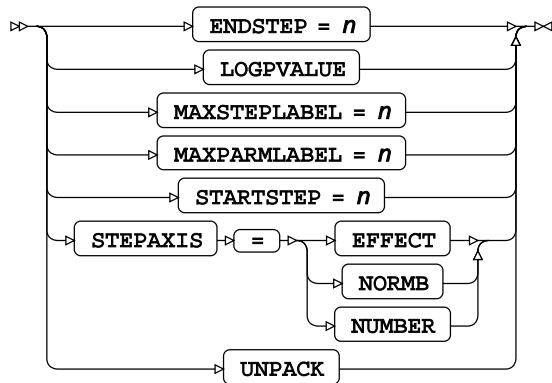 ENDSTEP = n
LOGPVALUE
MAXSTEPLABEL = n
MAXPARMLABEL = n
STARTSTEP = n
STEPAXIS = EFFECT
NORMB
NUMBER
UNPACK